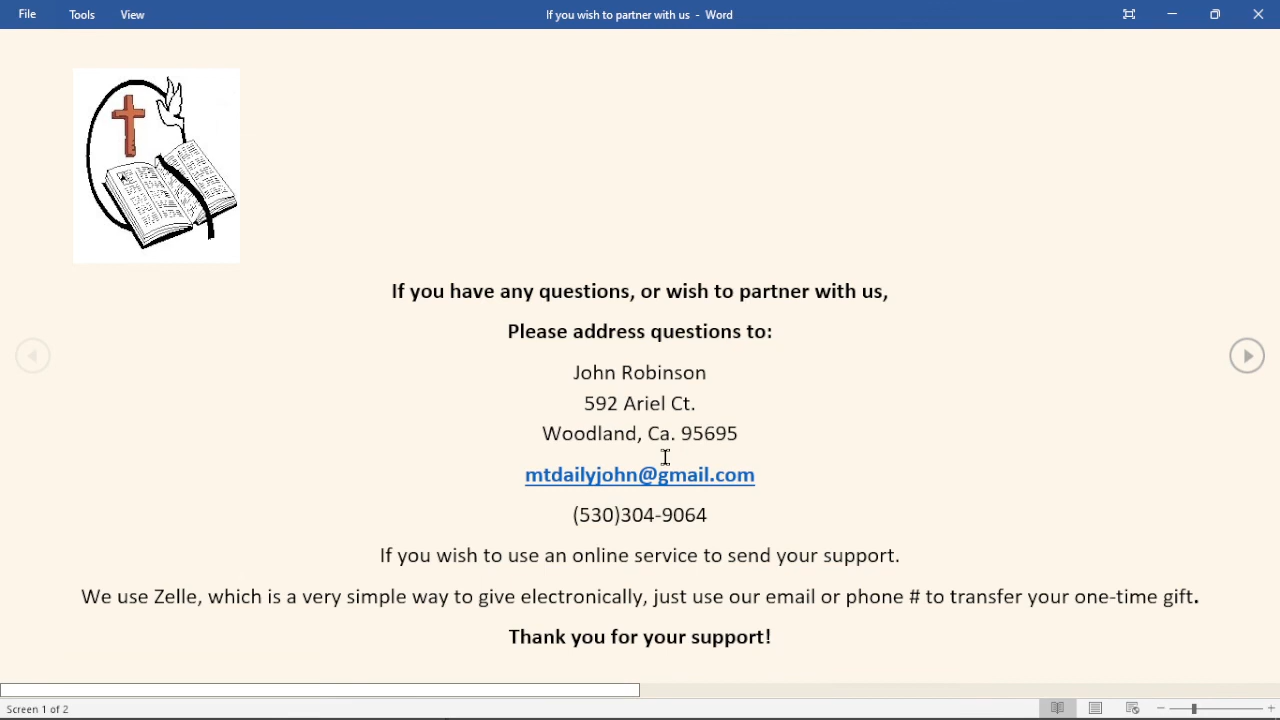 File Tools View If you wish to partner with us - Word
If you have any questions, or wish to partner with us,
Please address questions to:
John Robinson
592 Ariel Ct.
Woodland, Ca. 95695
mtdailyjohn@gmail.com
(530)304-9064
If you wish to use an online service to send your support.
We use Zelle, which is a very simple way to give electronically, just use our email or phone # to transfer your one-time gift.
Thank you for your support!
Screen 1 of 2